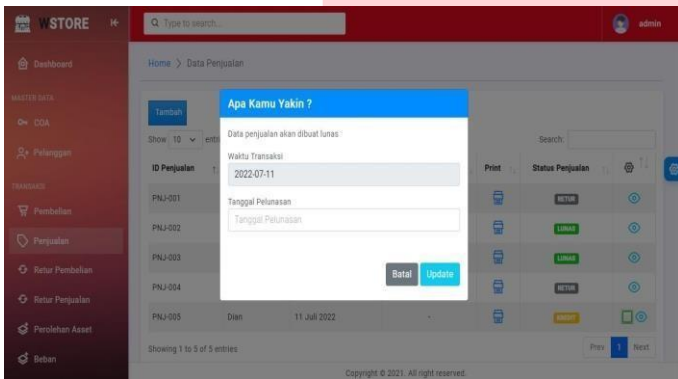 WSTORE
Type to search...
admin
Dashboard
Home > Data Penjualan
MASTER DATA
COA
Pelanggan
TRANSAKSI
Pembelian
Penjualan
Retur Pembelian
Retur Penjualan
Perolehan Asset
Beban
Tambah
Show 10 entri
Search:
ID Penjualan
Print
Status Penjualan
PNJ-001
RETUR
PNJ-002
LUNAS
PNJ-003
LUNAS
PNJ-004
RETUR
PNJ-005 Dian 11 Juli 2022 -
Apa Kamu Yakin ?
Data penjualan akan dibuat lunas
Waktu Transaksi
2022-07-11
Tanggal Pelunasan
Tanggal Pelunasan
Batal Update
Showing 1 to 5 of 5 entries
Prev 1 Next
Copyright © 2021. All right reserved.